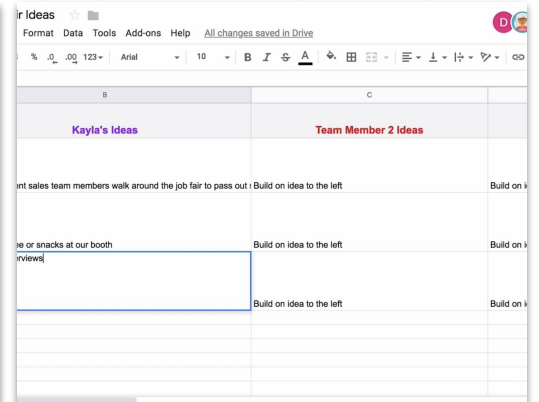 ir Ideas
D
Format Data Tools Add-ons Help All changes saved in Drive
% .0 .00 123 Arial 10 B I S A
B C
Kayla's Ideas Team Member 2 Ideas
ent sales team members walk around the job fair to pass out Build on idea to the left Build on i
or snacks at our booth Build on idea to the left Build on i
erviews
Build on idea to the left Build on i